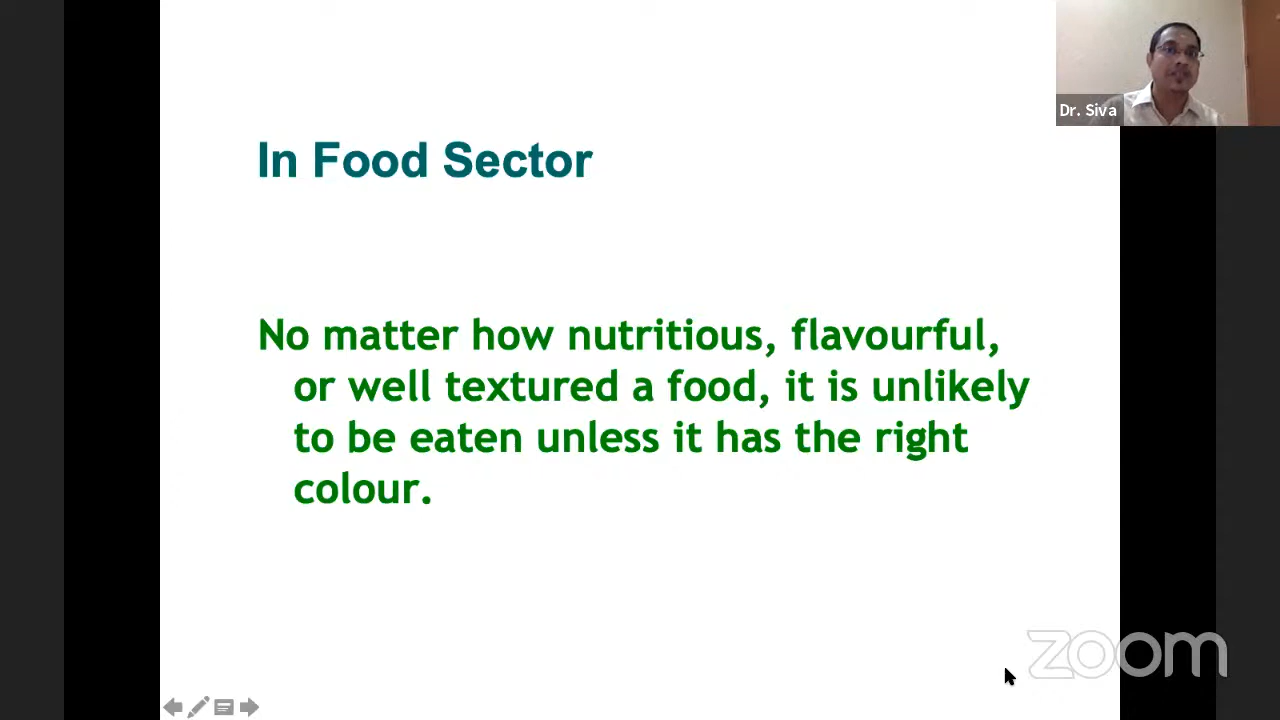 Dr. Siva
In Food Sector
No matter how nutritious, flavourful,
or well textured a food, it is unlikely
to be eaten unless it has the right
colour.
zoom